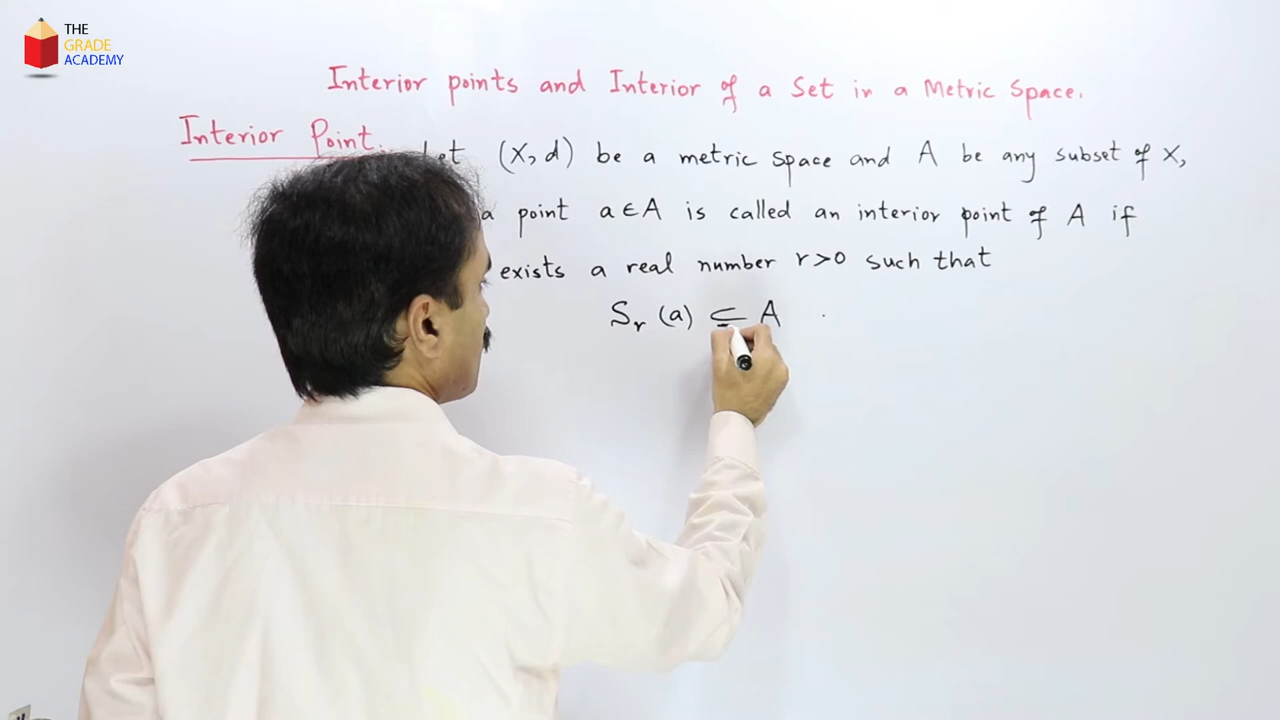 THE
GRADE
ACADEMY
Interior points and Interior of a Set in a Metric Space.
Interior Point. (X, d) be a metric space and A be any subset of X,
a point a ∈ A is called an interior point of A if
exists a real number r>0 such that
Sᵣ (a) ⊆ A